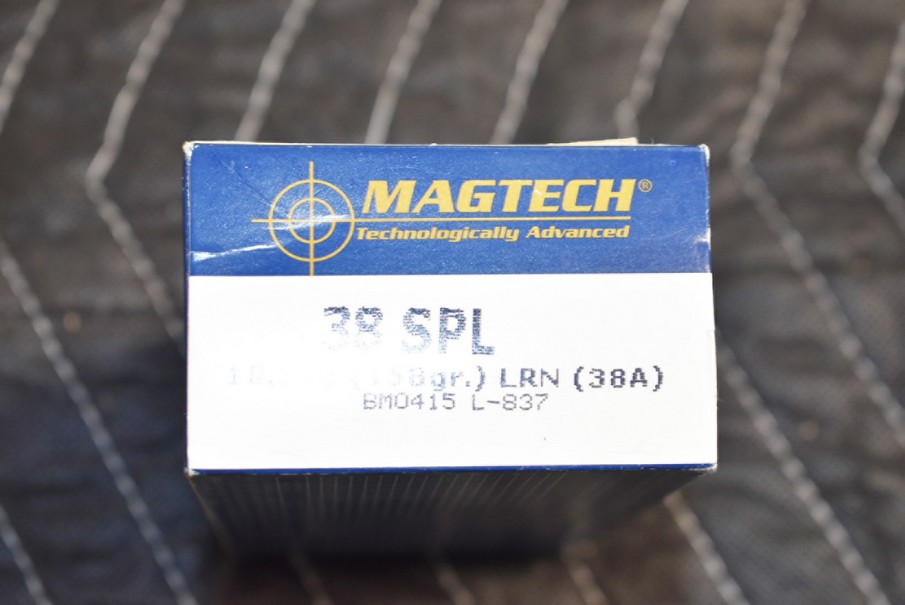 MAGTECH®
Technologically Advanced
38 SPL
(158gr.) LRN (38A)
BM0415 L-837